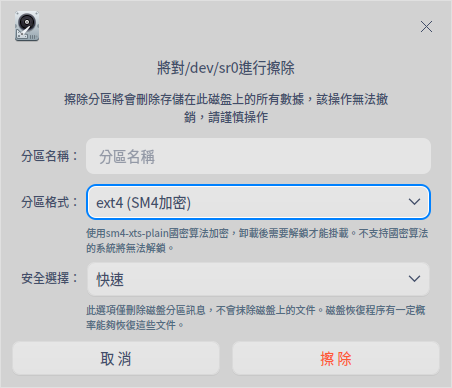 將對/dev/sr0進行擦除
擦除分區將會刪除存儲在此磁盤上的所有數據，該操作無法撤
銷，請謹慎操作
分區名稱：
分區名稱
分區格式：
ext4 (SM4加密)
使用sm4-xts-plain國密算法加密，卸載後需要解鎖才能掛載。不支持國密算法
的系統將無法解鎖。
安全選擇：
快速
此選項僅刪除磁盤分區訊息，不會抹除磁盤上的文件。磁盤恢復程序有一定概
率能夠恢復這些文件。
取消
擦除